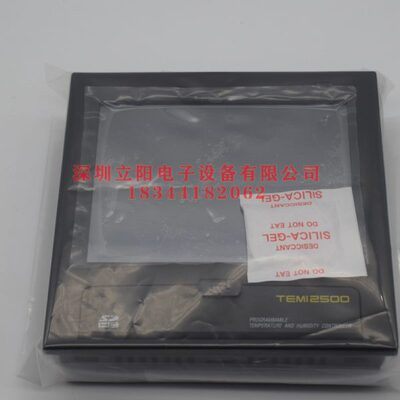 深圳立阳电子设备有限公司
18341182062
SILICA-GEL
DESICCANT
DO NOT EAT
SILICA-GEL
DESICCANT
DO NOT EAT
TEMI2500
PROGRAMMABLE
TEMPERATURE AND HUMIDITY CONTROLLER